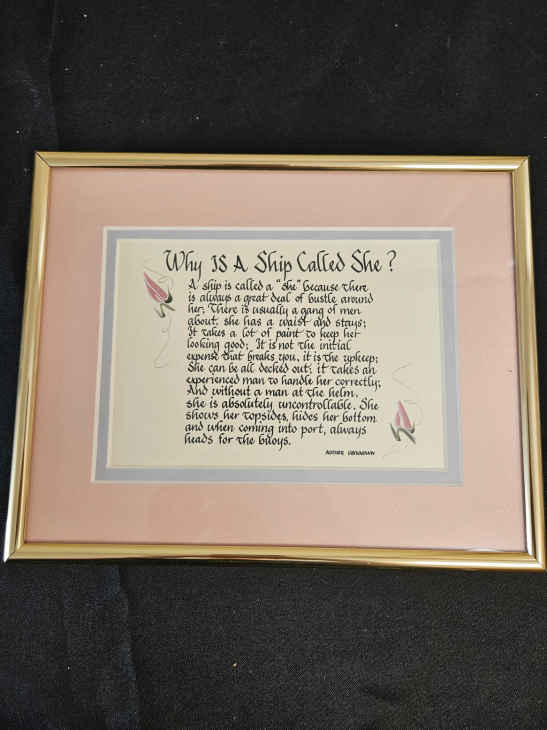 Why IS A Ship Called She?
A ship is called a "she" because there
is always a great deal of bustle around
her; There is usually a gang of men
about, she has a waist and stays;
It takes a lot of paint to keep her
looking good; It is not the initial
expense that breaks you, it is the upkeep;
She can be all decked out; it takes an
experienced man to handle her correctly;
And without a man at the helm,
she is absolutely uncontrollable. She
shows her topsides, hides her bottom
and when coming into port, always
heads for the buoys.
AUTHOR UNKNOWN